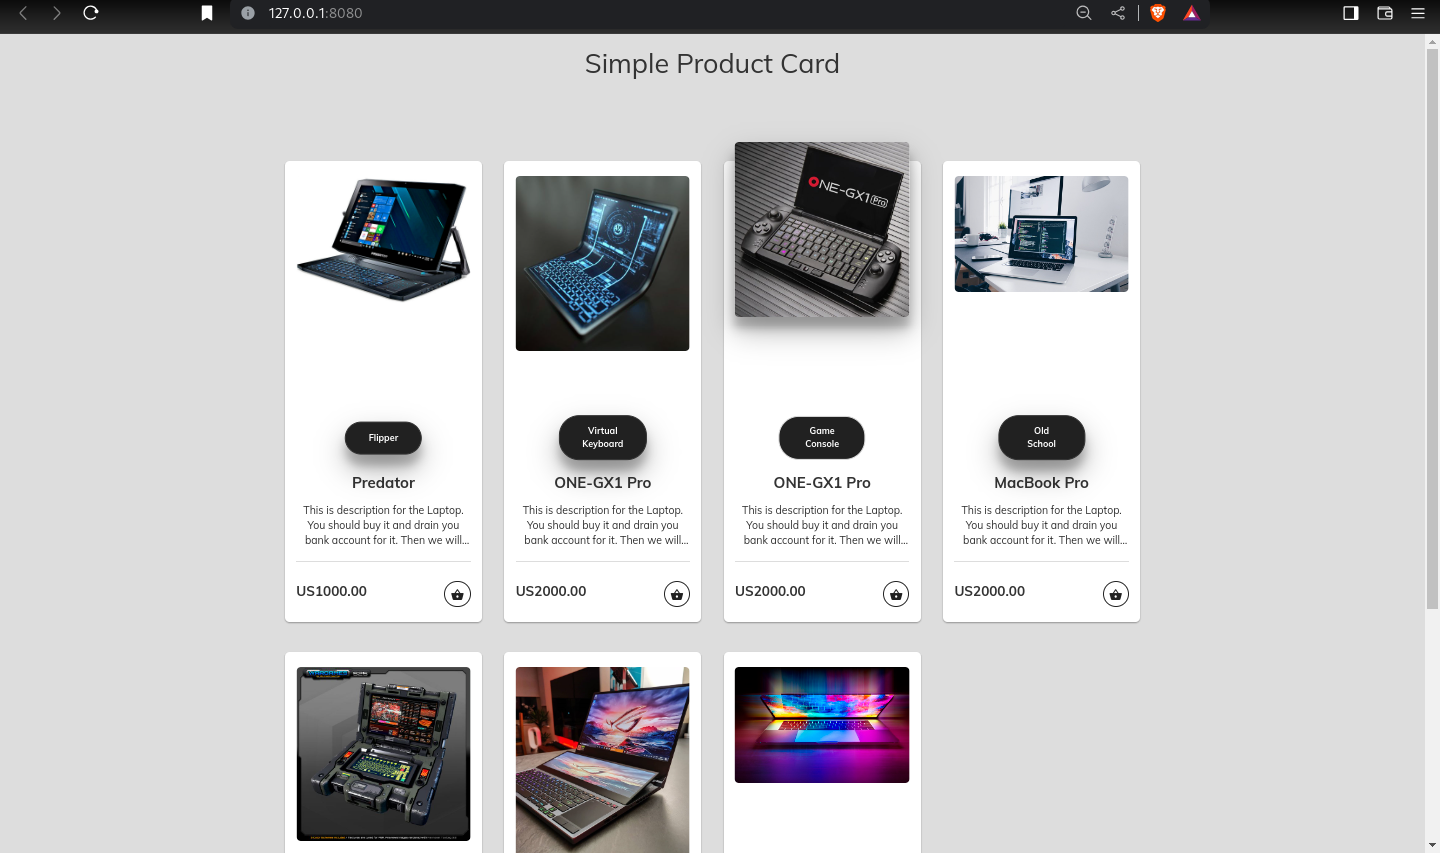 127.0.0.1:8080
Simple Product Card
ONE-GX1 Pro
Flipper
Predator
This is description for the Laptop.
You should buy it and drain you
bank account for it. Then we will...
US1000.00
Virtual
Keyboard
ONE-GX1 Pro
This is description for the Laptop.
You should buy it and drain you
bank account for it. Then we will...
US2000.00
Game
Console
ONE-GX1 Pro
This is description for the Laptop.
You should buy it and drain you
bank account for it. Then we will...
US2000.00
Old
School
MacBook Pro
This is description for the Laptop.
You should buy it and drain you
bank account for it. Then we will...
US2000.00